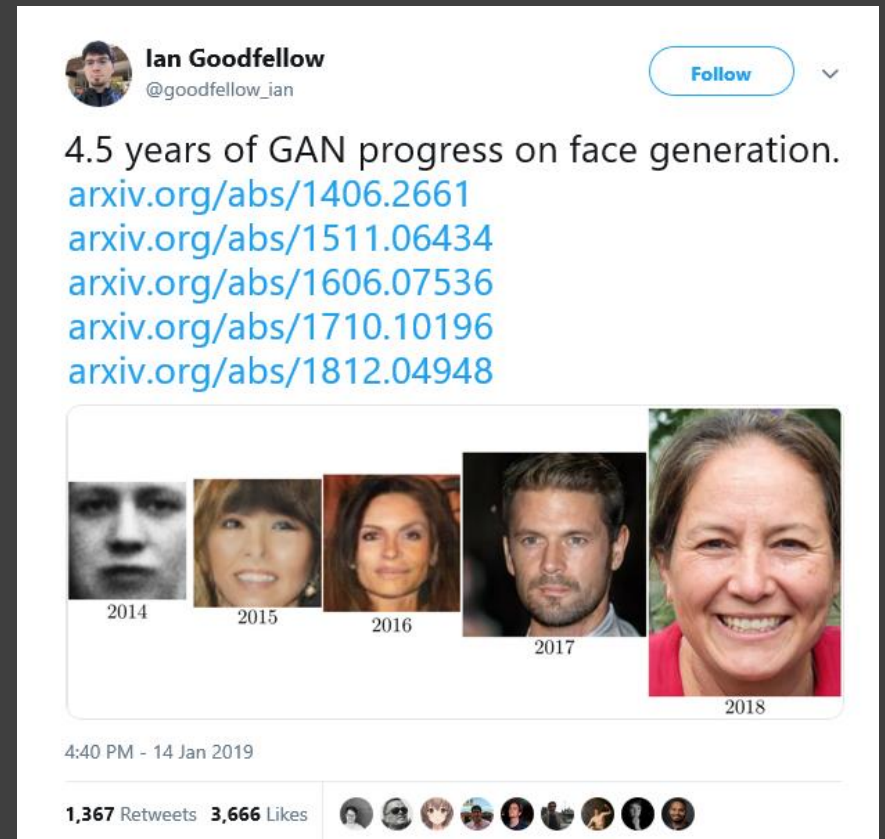 Ian Goodfellow
@goodfellow_ian
Follow
4.5 years of GAN progress on face generation.
arxiv.org/abs/1406.2661
arxiv.org/abs/1511.06434
arxiv.org/abs/1606.07536
arxiv.org/abs/1710.10196
arxiv.org/abs/1812.04948
2014
2015
2016
2017
2018
4:40 PM - 14 Jan 2019
1,367 Retweets 3,666 Likes